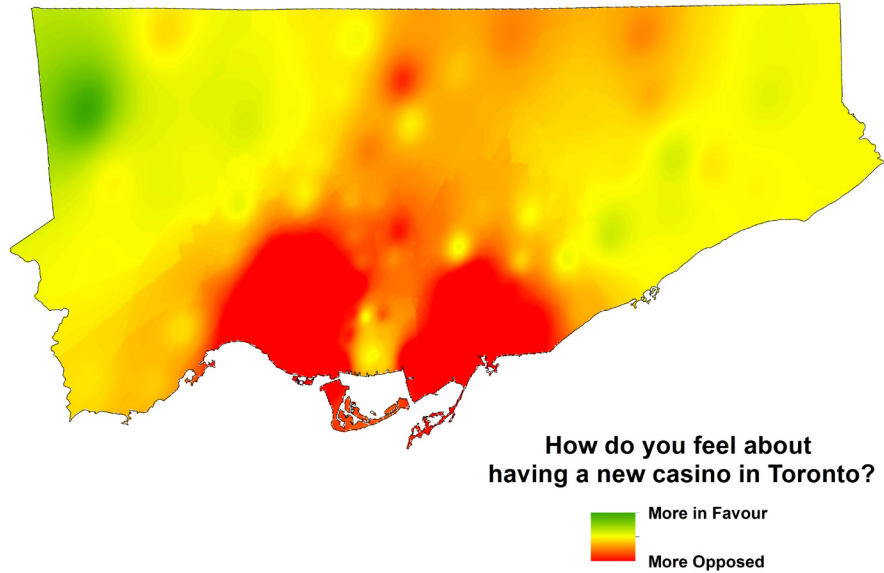 How do you feel about
having a new casino in Toronto?
More in Favour
More Opposed